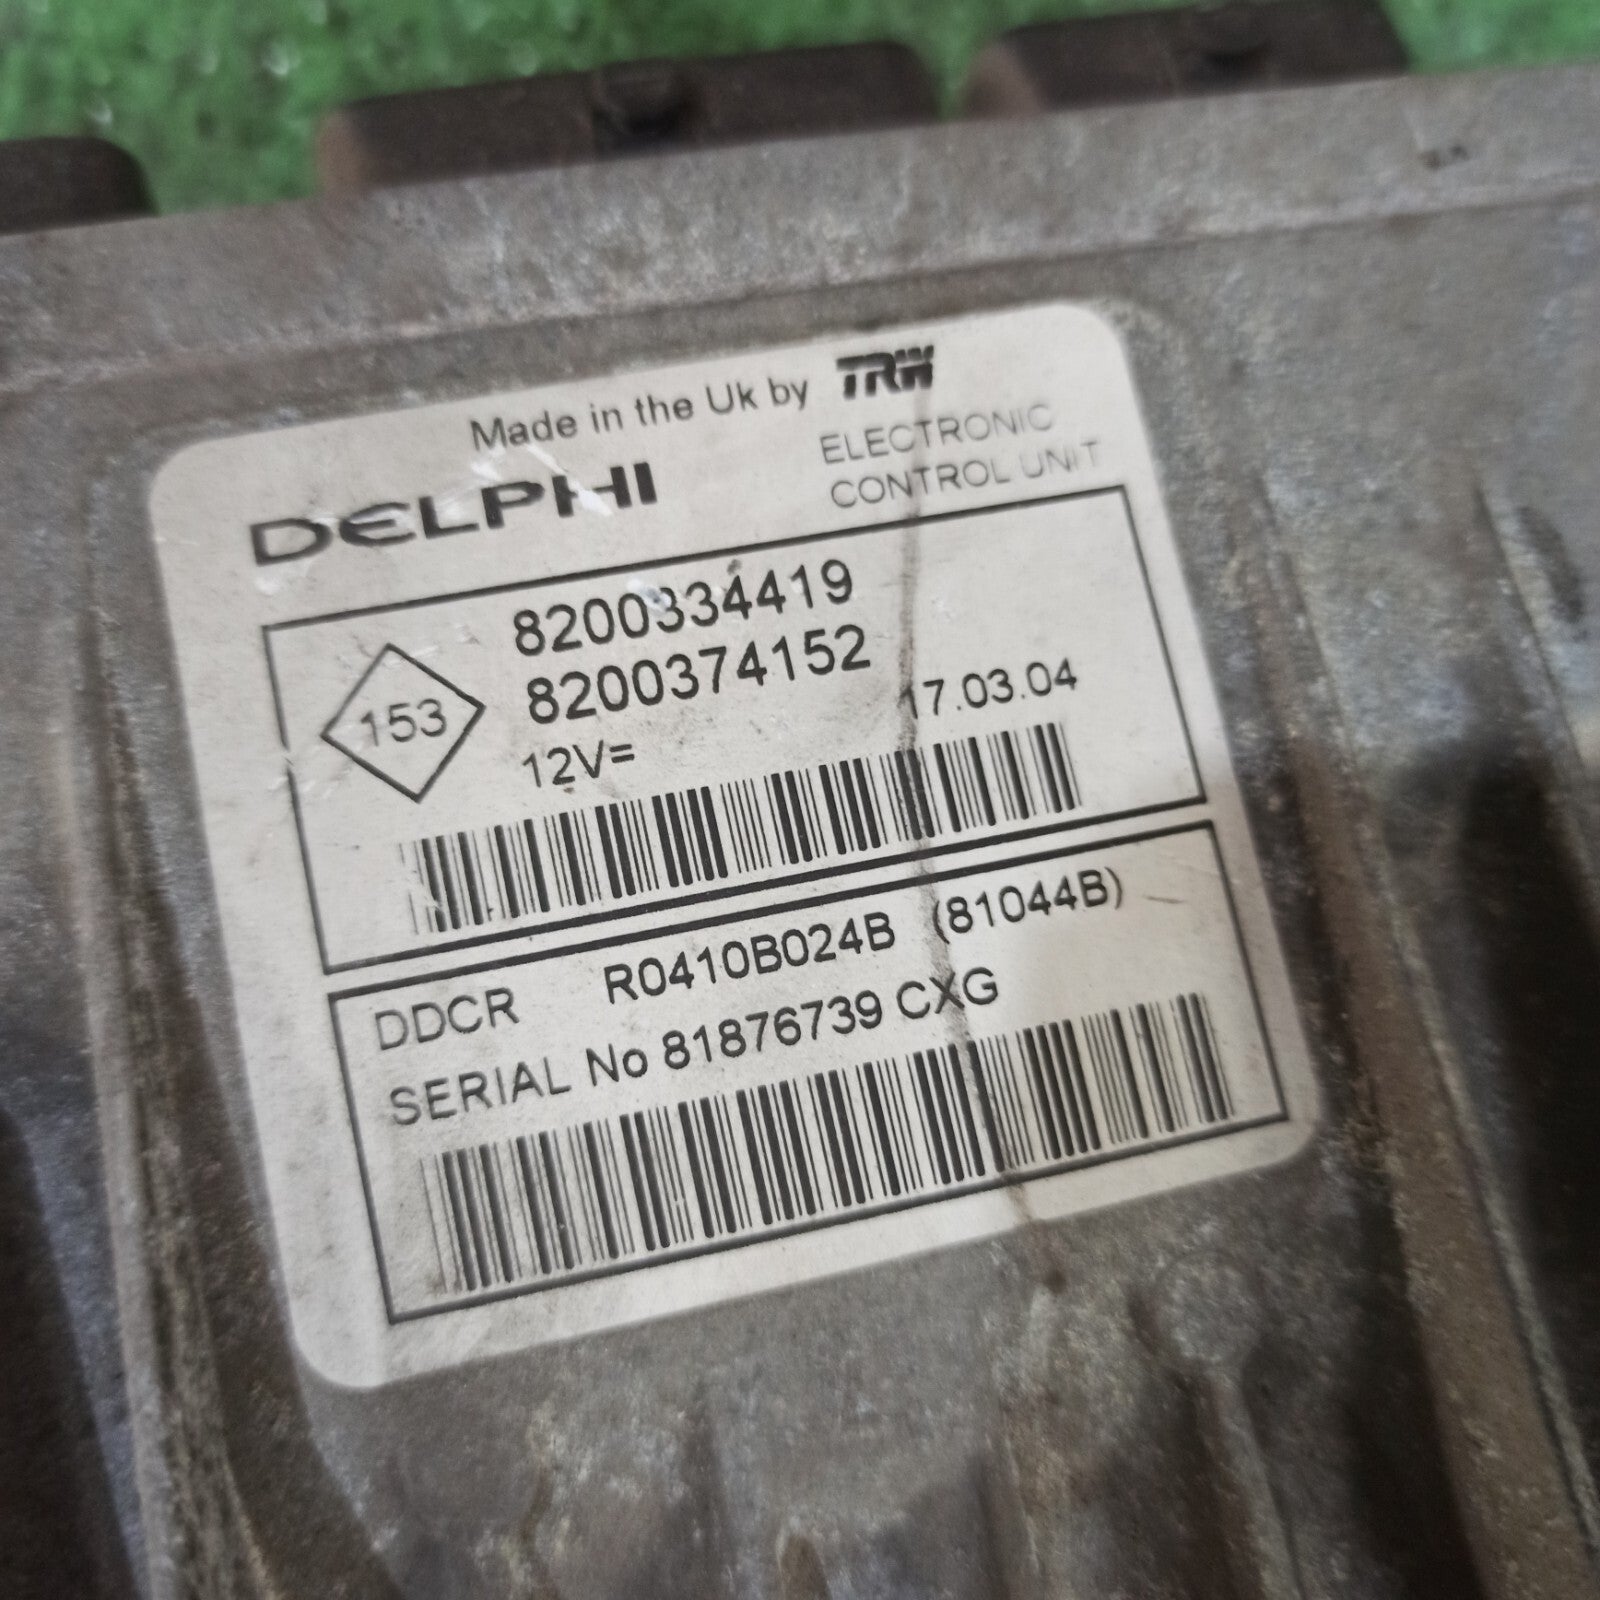 Made in the Uk by TRW
DELPHI
ELECTRONIC
CONTROL UNIT
153
8200334419
8200374152
12V=
17.03.04
DDCR R0410B024B (81044B)
SERIAL No 81876739 CXG